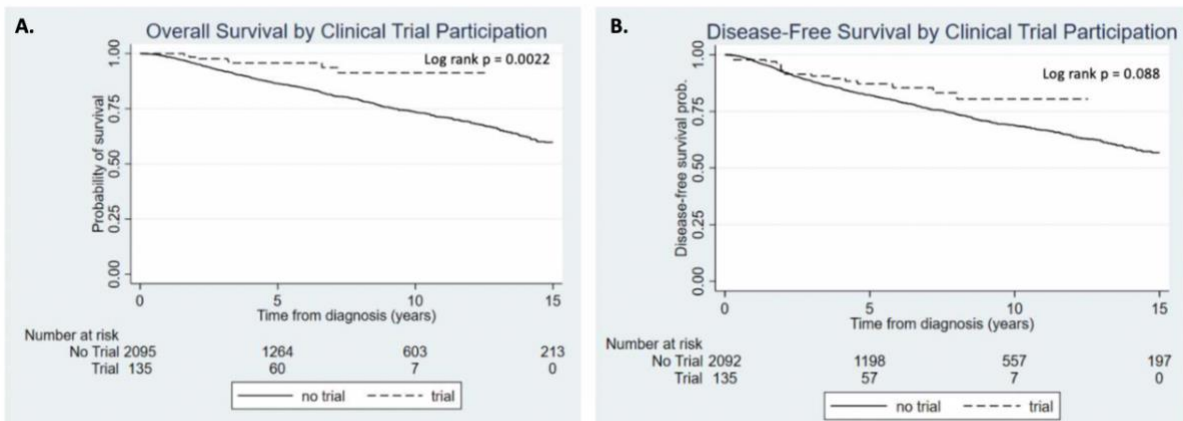 A.
Overall Survival by Clinical Trial Participation
Log rank p = 0.0022
Probability of survival
1.00
0.75
0.50
0.25
0.00
0 5 10 15
Time from diagnosis (years)
Number at risk
No Trial 2095 1264 603 213
Trial 135 60 7 0
no trial trial
B.
Disease-Free Survival by Clinical Trial Participation
Log rank p = 0.088
Disease-free survival prob.
1.00
0.75
0.50
0.25
0.00
0 5 10 15
Time from diagnosis (years)
Number at risk
No Trial 2092 1198 557 197
Trial 135 57 7 0
no trial trial